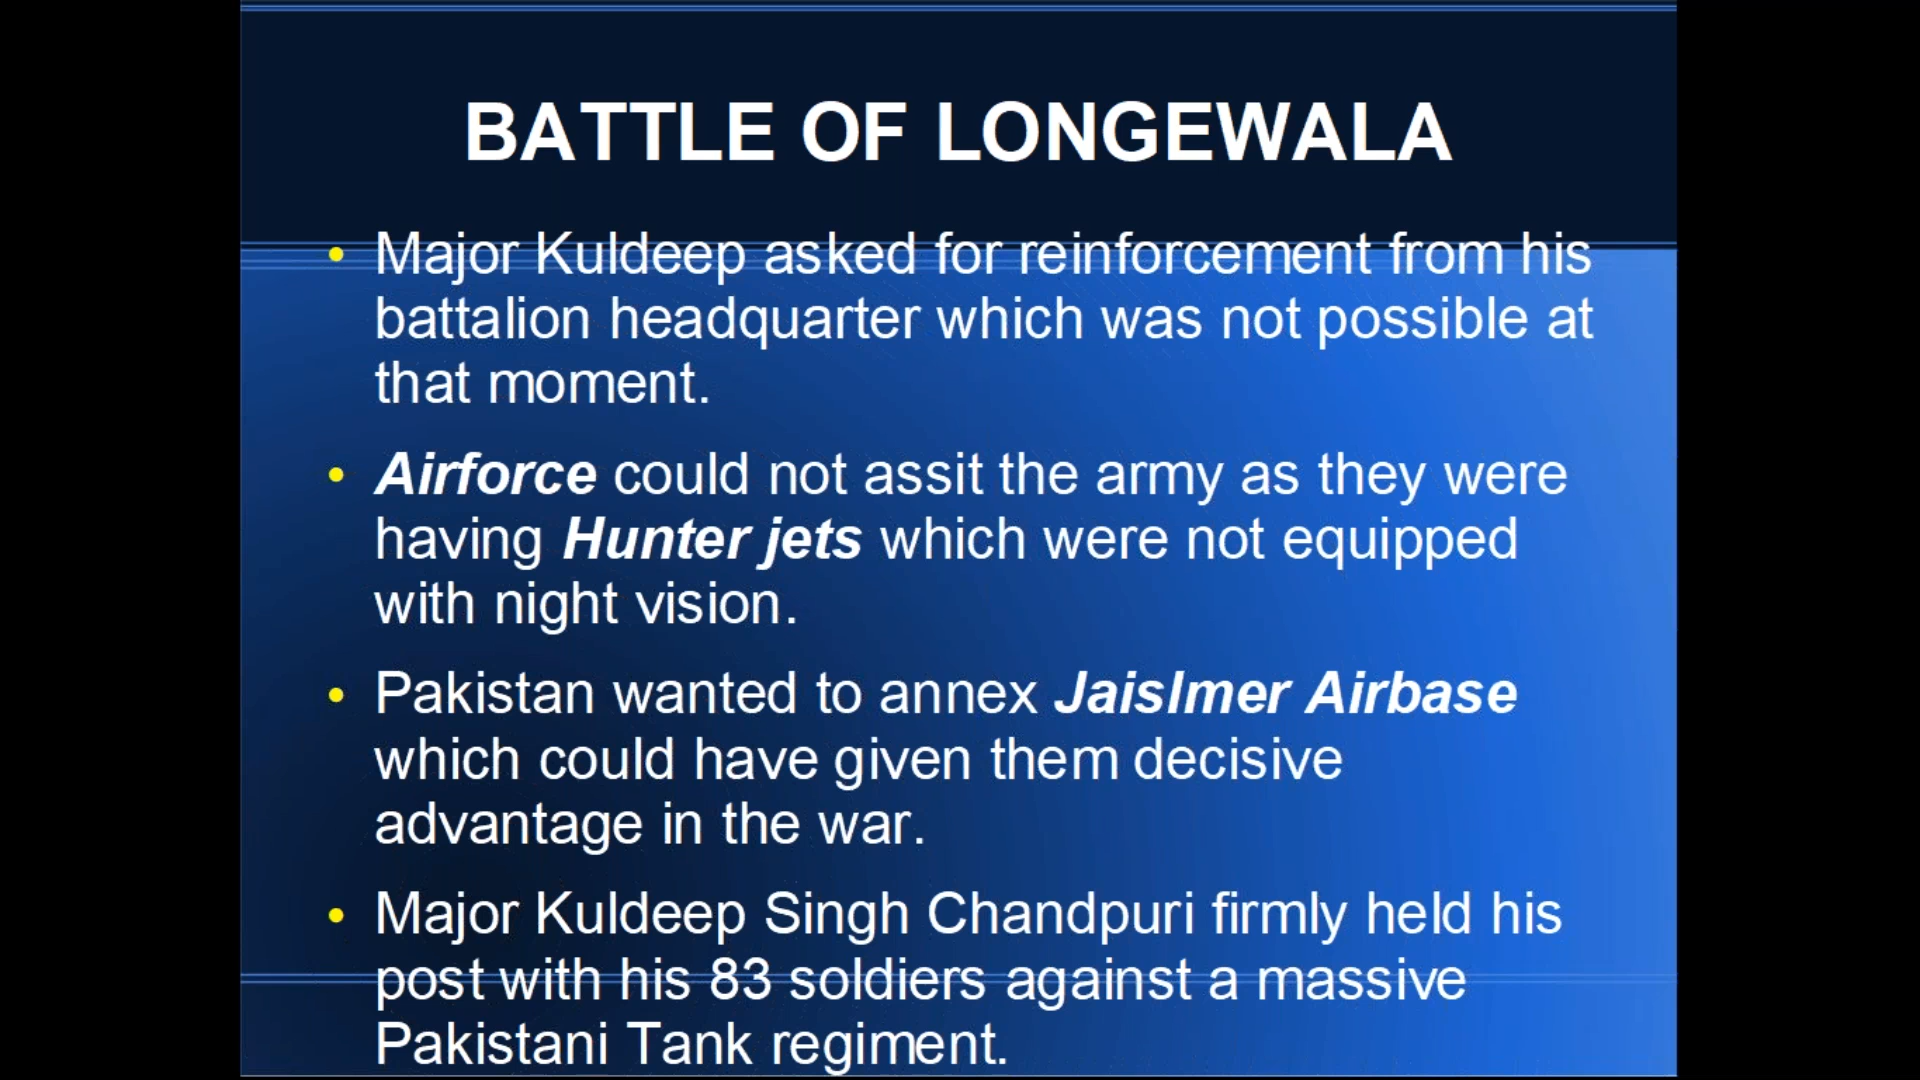 BATTLE OF LONGEWALA
• Major Kuldeep asked for reinforcement from his
battalion headquarter which was not possible at
that moment.
• Airforce could not assit the army as they were
having Hunter jets which were not equipped
with night vision.
• Pakistan wanted to annex Jaislmer Airbase
which could have given them decisive
advantage in the war.
• Major Kuldeep Singh Chandpuri firmly held his
post with his 83 soldiers against a massive
Pakistani Tank regiment.